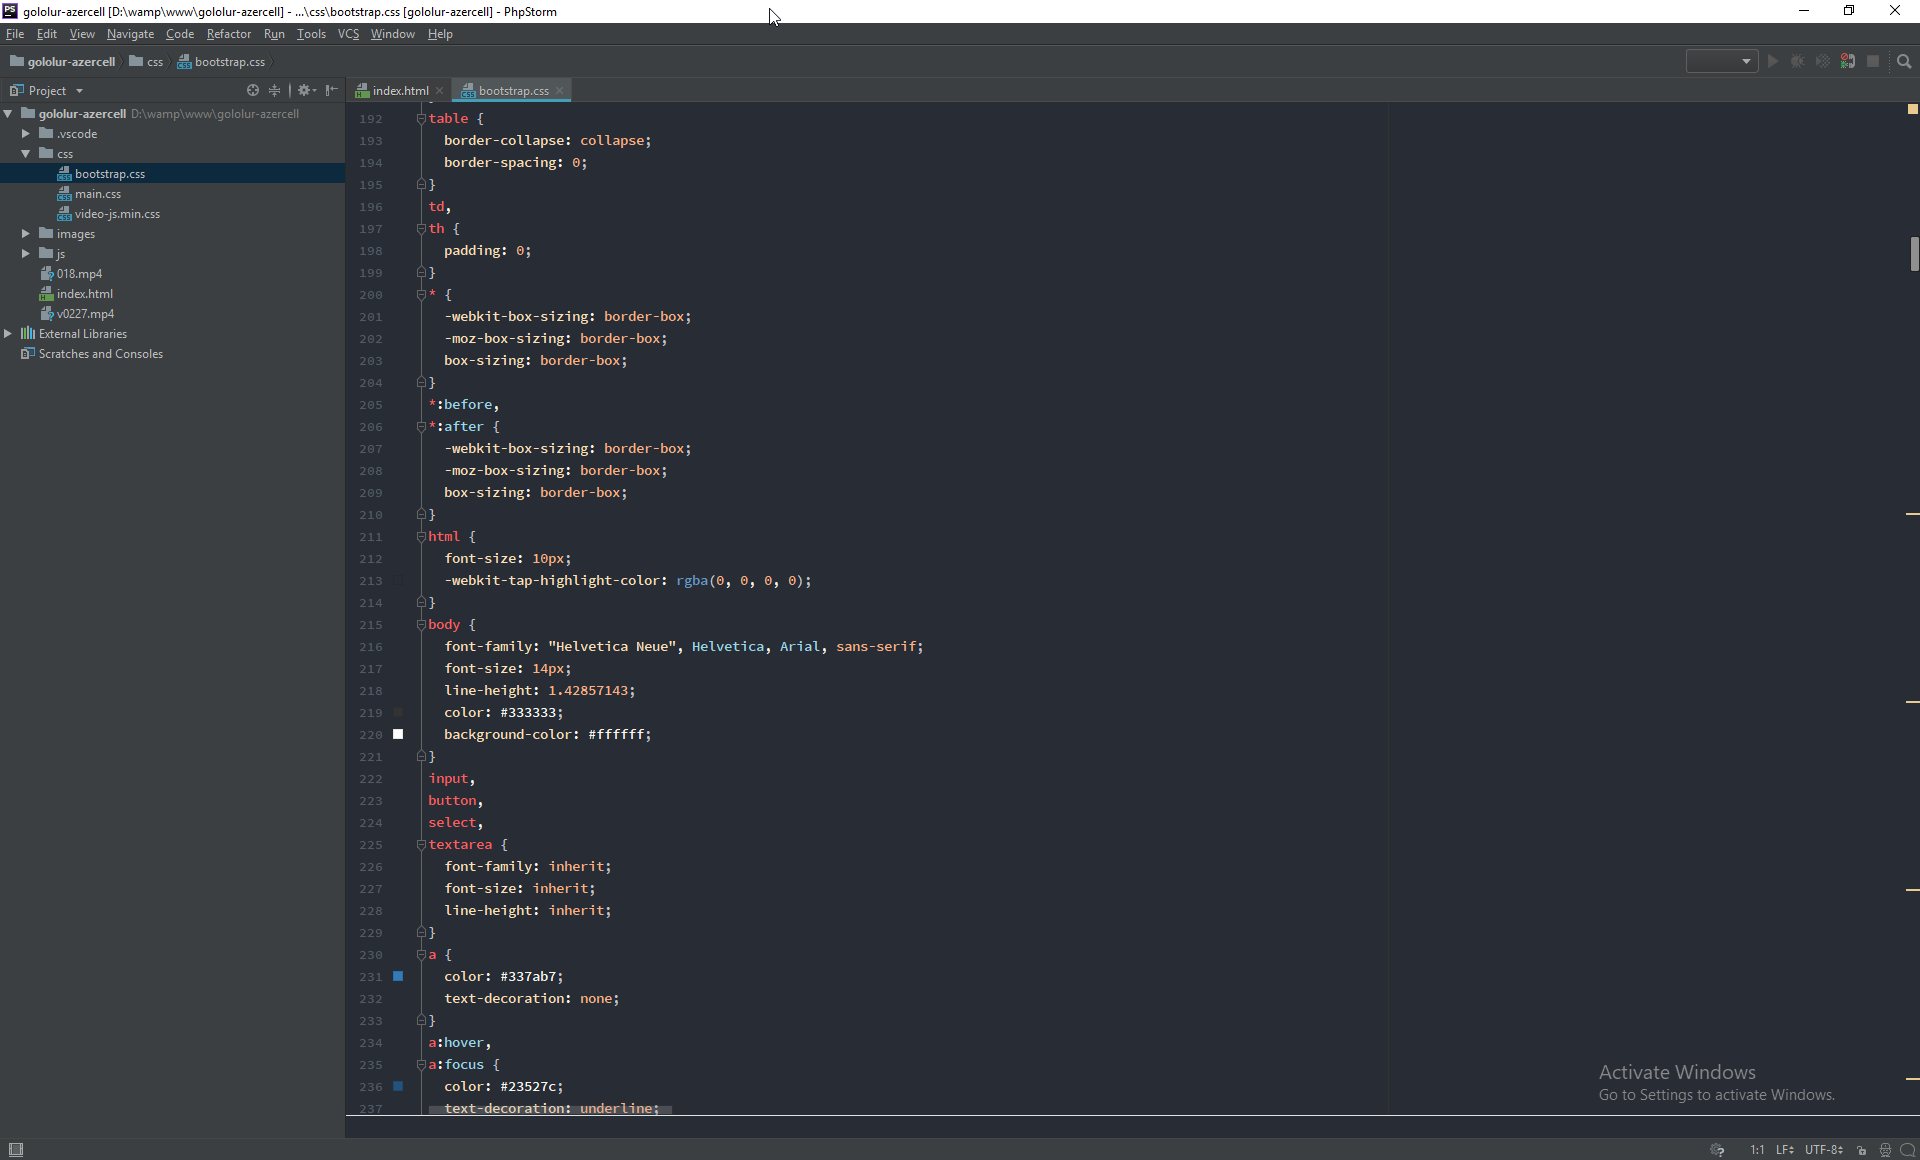 PS gololur-azercell [D:\wamp\www\gololur-azercell] - ...\css\bootstrap.css [gololur-azercell] - PhpStorm
File Edit View Navigate Code Refactor Run Tools VCS Window Help
gololur-azercell css bootstrap.css
Project
index.html bootstrap.css
gololur-azercell D:\wamp\www\gololur-azercell
.vscode
css
bootstrap.css
main.css
video-js.min.css
images
js
018.mp4
index.html
v0227.mp4
External Libraries
Scratches and Consoles
192 table {
193 border-collapse: collapse;
194 border-spacing: 0;
195 }
196 td,
197 th {
198 padding: 0;
199 }
200 * {
201 -webkit-box-sizing: border-box;
202 -moz-box-sizing: border-box;
203 box-sizing: border-box;
204 }
205 *:before,
206 *:after {
207 -webkit-box-sizing: border-box;
208 -moz-box-sizing: border-box;
209 box-sizing: border-box;
210 }
211 html {
212 font-size: 10px;
213 -webkit-tap-highlight-color: rgba(0, 0, 0, 0);
214 }
215 body {
216 font-family: "Helvetica Neue", Helvetica, Arial, sans-serif;
217 font-size: 14px;
218 line-height: 1.42857143;
219 color: #333333;
220 background-color: #ffffff;
221 }
222 input,
223 button,
224 select,
225 textarea {
226 font-family: inherit;
227 font-size: inherit;
228 line-height: inherit;
229 }
230 a {
231 color: #337ab7;
232 text-decoration: none;
233 }
234 a:hover,
235 a:focus {
236 color: #23527c;
237 text-decoration: underline;
Activate Windows
Go to Settings to activate Windows.
1:1 LF UTF-8